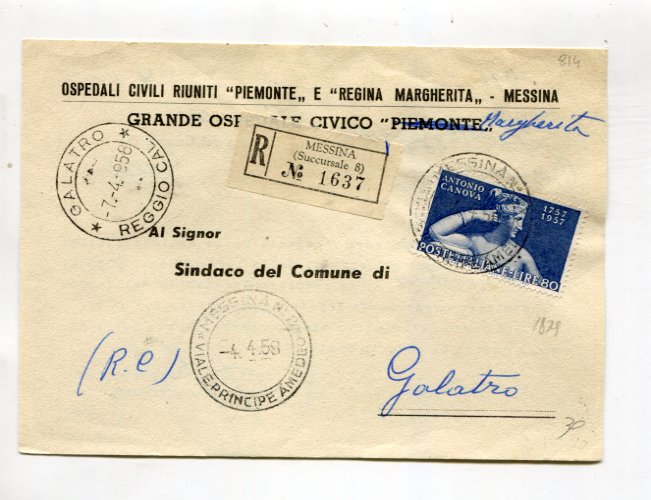 814
OSPEDALI CIVILI RIUNITI "PIEMONTE„ E "REGINA MARGHERITA„ - MESSINA
GRANDE OSPEDALE CIVICO "PIEMONTE„ Margherita
R
MESSINA
(Succursale 8)
№ 1637
★ GALATRO ★ REGGIO CAL.
-7.-4.-958
ANTONIO
CANOVA
1757
1957
POSTE ITALIANE - LIRE 80
MESSINA
Al Signor
Sindaco del Comune di
MESSINA
VIALE PRINCIPE AMEDEO
-4.4.58
1879
(R.C)
Galatro